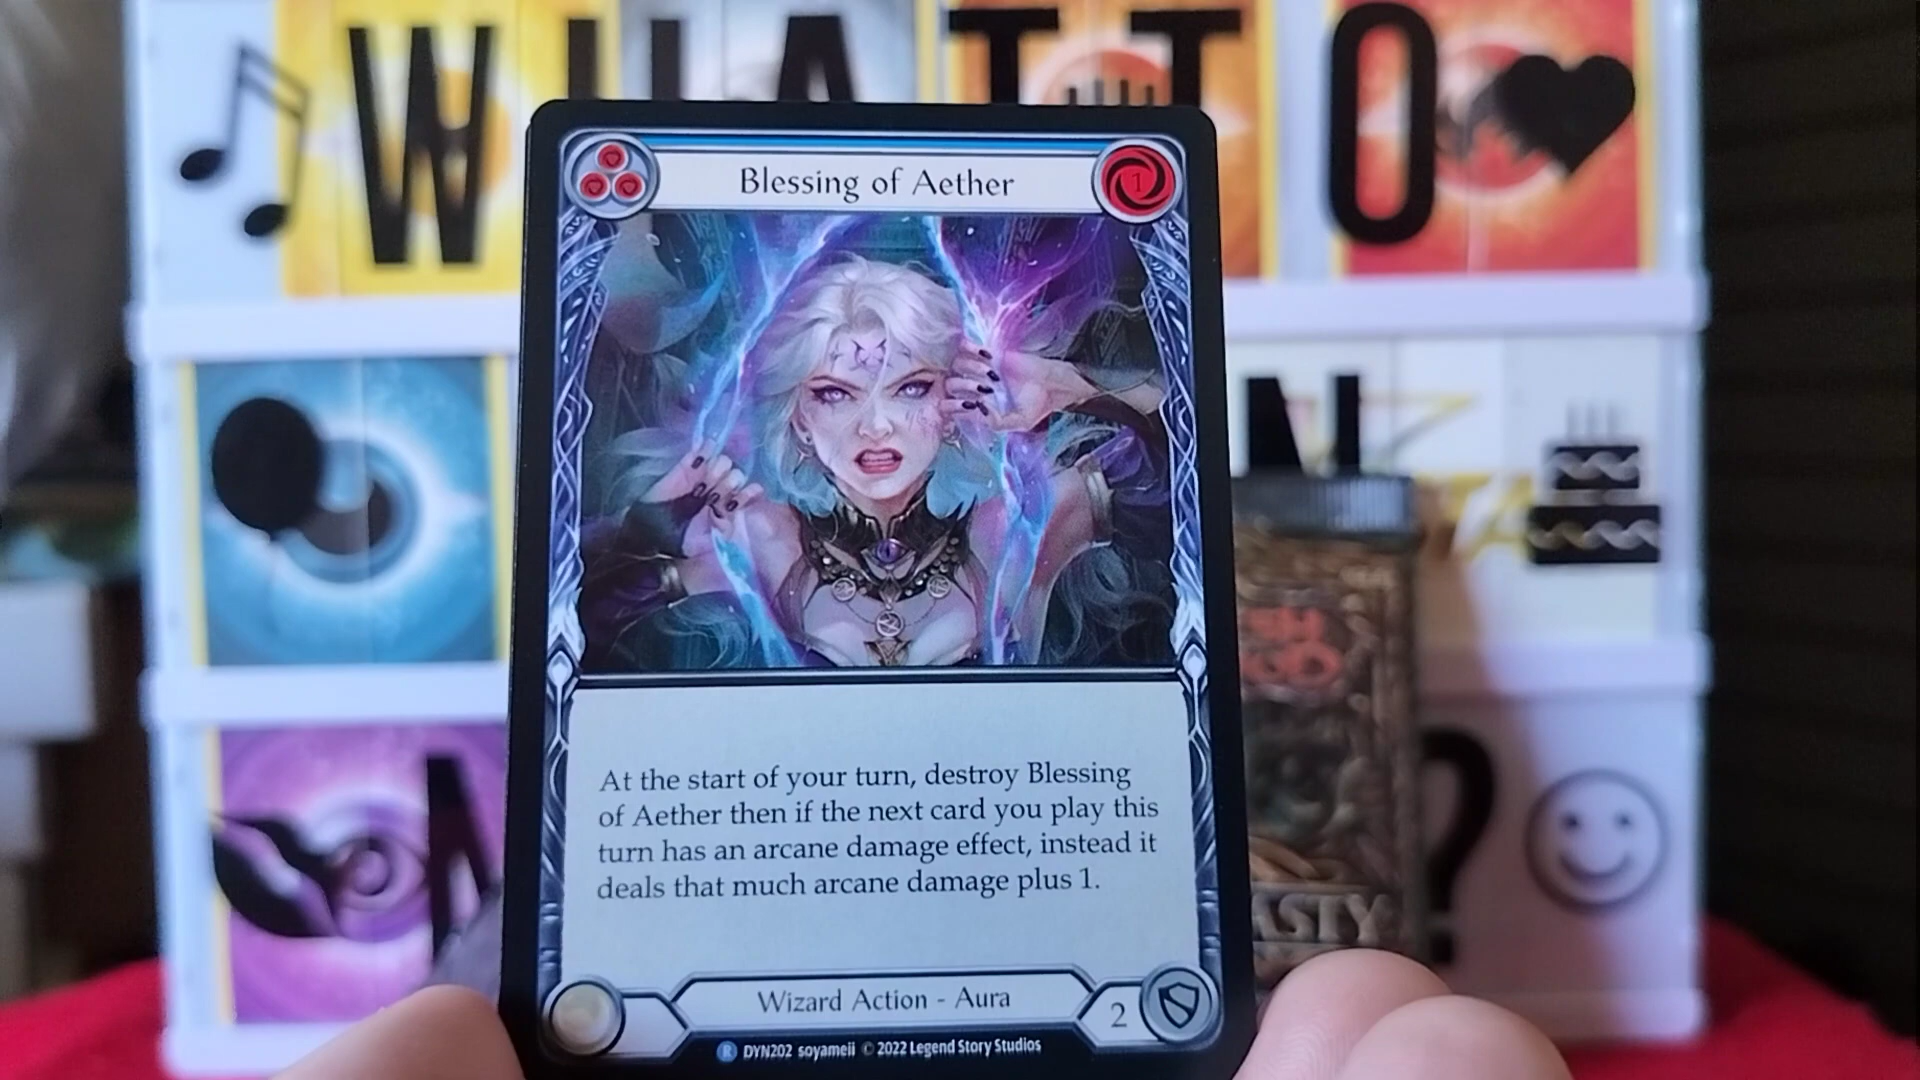 WHAT TO
Blessing of Aether
1
At the start of your turn, destroy Blessing
of Aether then if the next card you play this
turn has an arcane damage effect, instead it
deals that much arcane damage plus 1.
Wizard Action - Aura
2
R DYN202 soyameii © 2022 Legend Story Studios
N
?